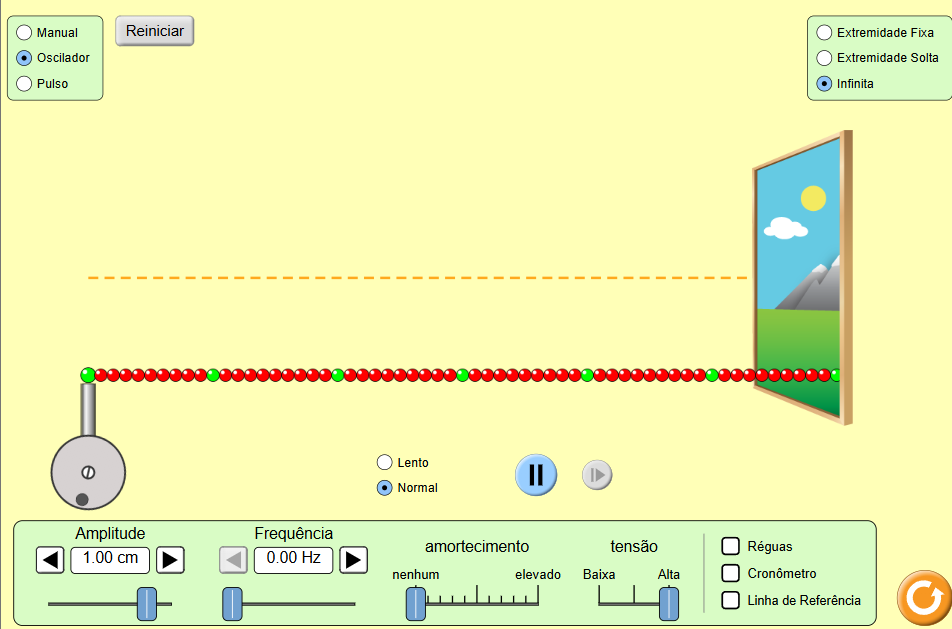 Manual
Oscilador
Pulso
Reiniciar
Extremidade Fixa
Extremidade Solta
Infinita
Lento
Normal
Amplitude
1.00 cm
Frequência
0.00 Hz
amortecimento
nenhum
elevado
tensão
Baixa
Alta
Réguas
Cronômetro
Linha de Referência